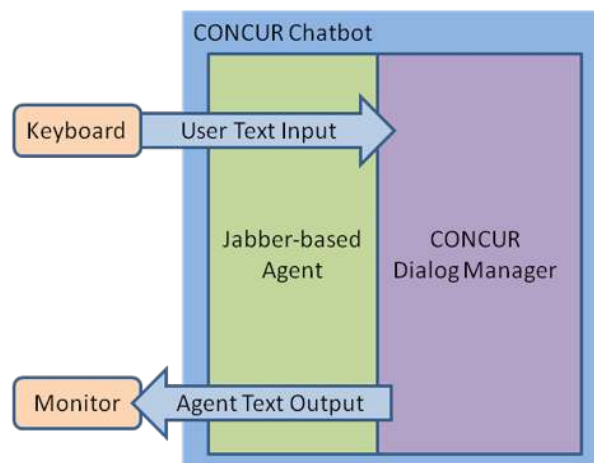 CONCUR Chatbot
Keyboard
User Text Input
Jabber-based
Agent
CONCUR
Dialog Manager
Monitor
Agent Text Output